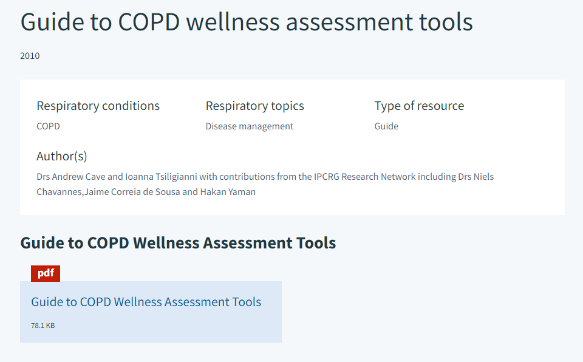 Guide to COPD wellness assessment tools
2010
Respiratory conditions
COPD
Respiratory topics
Disease management
Type of resource
Guide
Author(s)
Drs Andrew Cave and Ioanna Tsiligianni with contributions from the IPCRG Research Network including Drs Niels
Chavannes,Jaime Correia de Sousa and Hakan Yaman
Guide to COPD Wellness Assessment Tools
pdf
Guide to COPD Wellness Assessment Tools
78.1 KB